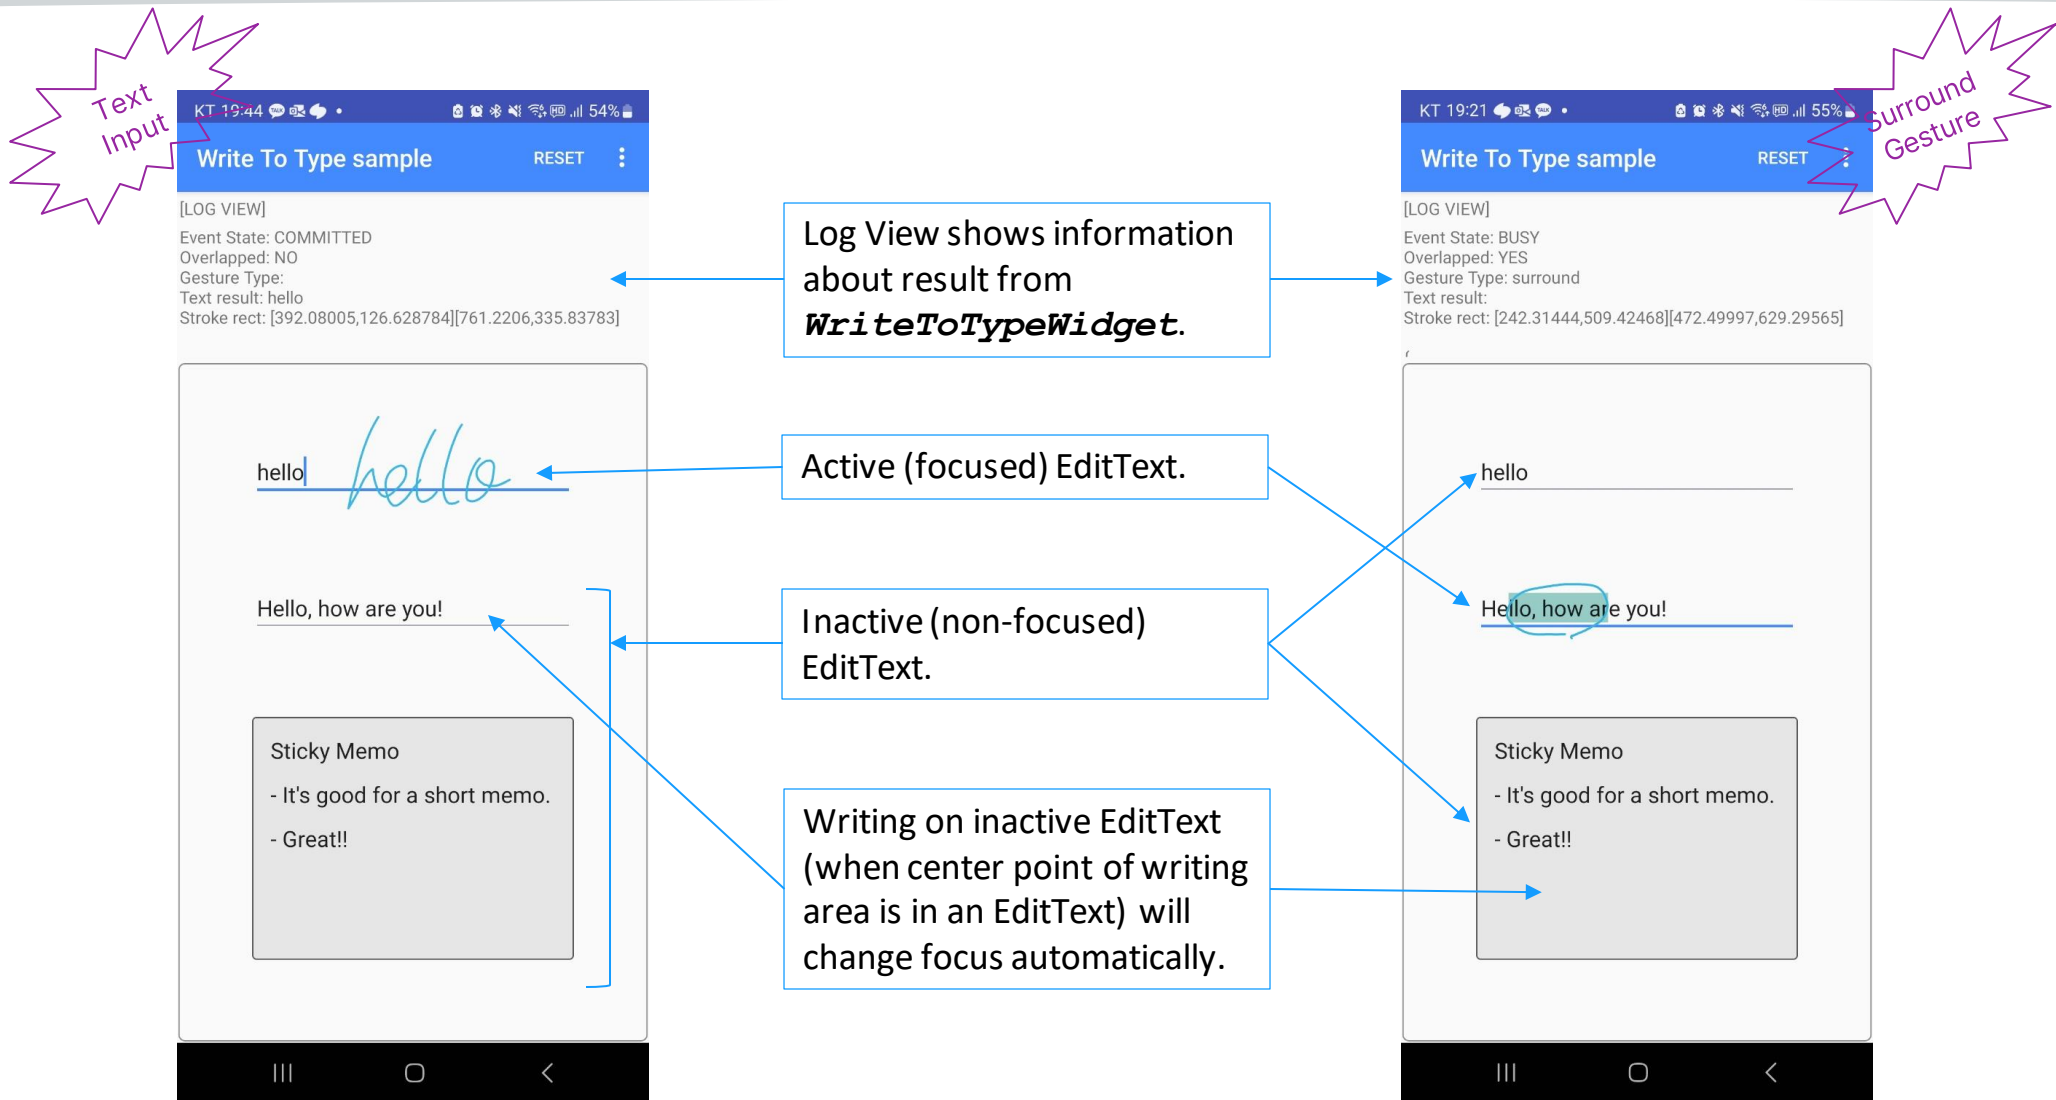 Text
Input
KT 19:44
54%
Write To Type sample
RESET
[LOG VIEW]
Event State: COMMITTED
Overlapped: NO
Gesture Type:
Text result: hello
Stroke rect: [392.08005,126.628784][761.2206,335.83783]
hello
hello
Hello, how are you!
Sticky Memo
- It's good for a short memo.
- Great!!
Log View shows information
about result from
WriteToTypeWidget.
Active (focused) EditText.
Inactive (non-focused)
EditText.
Writing on inactive EditText
(when center point of writing
area is in an EditText) will
change focus automatically.
Surround
Gesture
KT 19:21
55%
Write To Type sample
RESET
[LOG VIEW]
Event State: BUSY
Overlapped: YES
Gesture Type: surround
Text result:
Stroke rect: [242.31444,509.42468][472.49997,629.29565]
hello
Hello, how are you!
Sticky Memo
- It's good for a short memo.
- Great!!